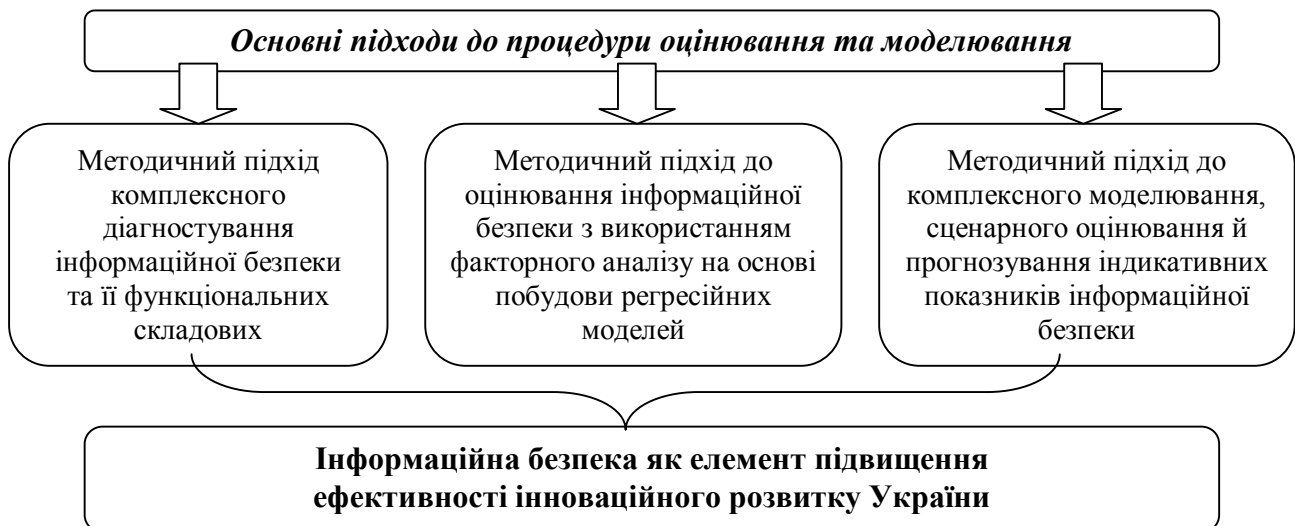 Основні підходи до процедури оцінювання та моделювання
Методичний підхід
комплексного
діагностування
інформаційної безпеки
та її функціональних
складових
Методичний підхід до
оцінювання інформаційної
безпеки з використанням
факторного аналізу на основі
побудови регресійних
моделей
Методичний підхід до
комплексного моделювання,
сценарного оцінювання й
прогнозування індикативних
показників інформаційної
безпеки
Інформаційна безпека як елемент підвищення
ефективності інноваційного розвитку України